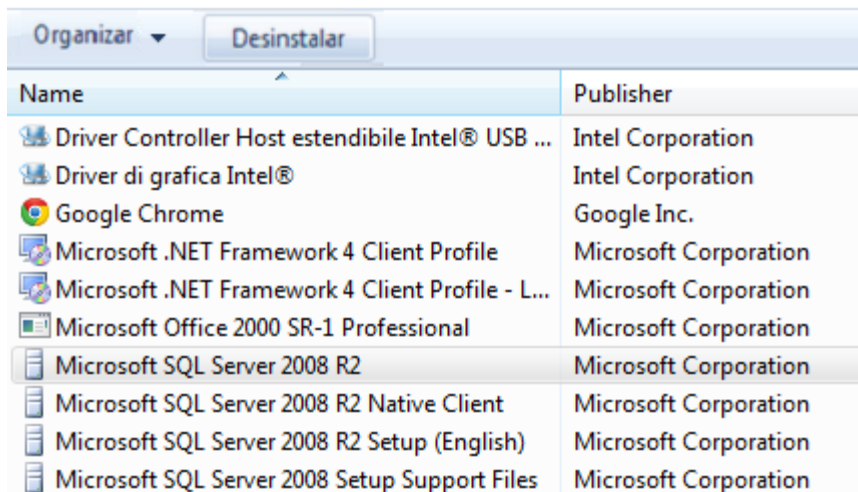 Organizar Desinstalar
Name Publisher
Driver Controller Host estendibile Intel® USB ... Intel Corporation
Driver di grafica Intel® Intel Corporation
Google Chrome Google Inc.
Microsoft .NET Framework 4 Client Profile Microsoft Corporation
Microsoft .NET Framework 4 Client Profile - L... Microsoft Corporation
Microsoft Office 2000 SR-1 Professional Microsoft Corporation
Microsoft SQL Server 2008 R2 Microsoft Corporation
Microsoft SQL Server 2008 R2 Native Client Microsoft Corporation
Microsoft SQL Server 2008 R2 Setup (English) Microsoft Corporation
Microsoft SQL Server 2008 Setup Support Files Microsoft Corporation